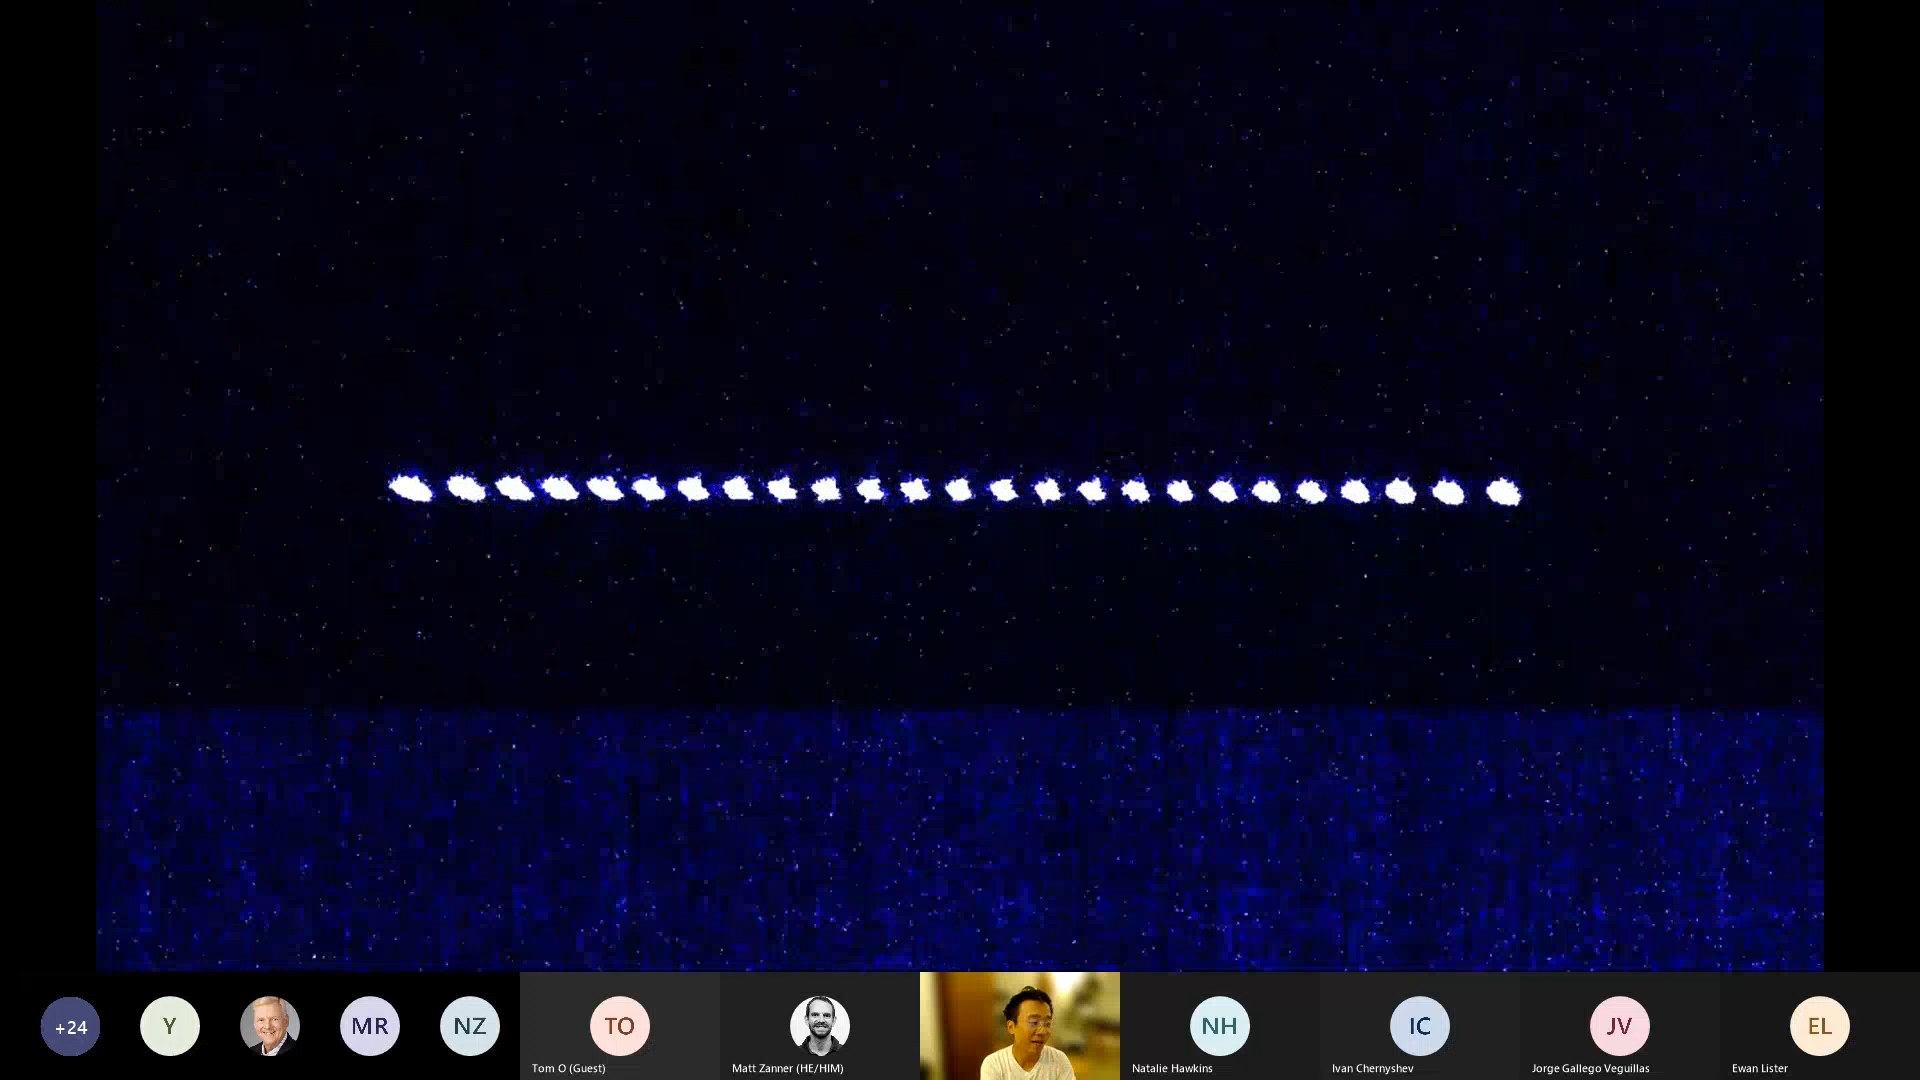 +24
Y
MR
NZ
TO
Tom O (Guest)
Matt Zanner (HE/HIM)
NH
Natalie Hawkins
IC
Ivan Chernyshev
JV
Jorge Gallego Veguillas
EL
Ewan Lister